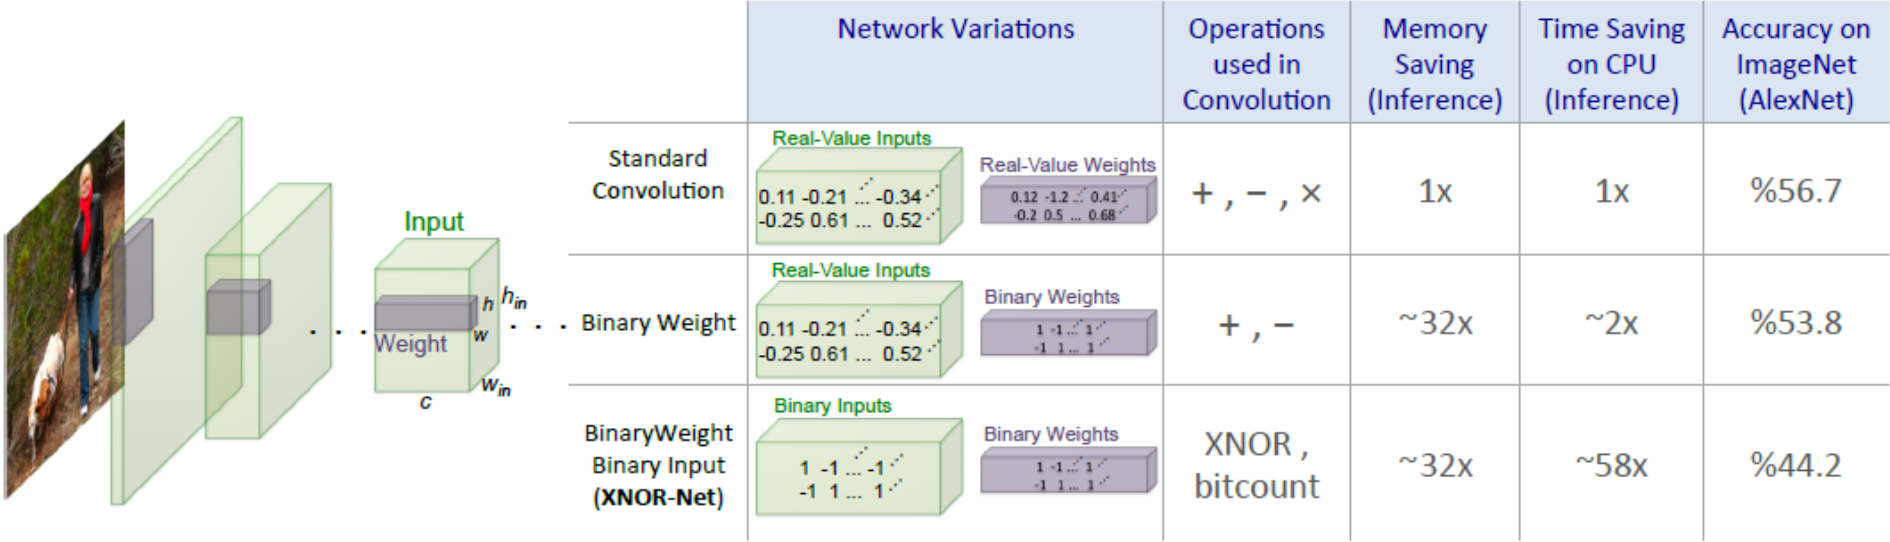 Network Variations
Operations
used in
Convolution
Memory
Saving
(Inference)
Time Saving
on CPU
(Inference)
Accuracy on
ImageNet
(AlexNet)
Input
h
h_in
w
Weight
w_in
c
. . .
. . .
Standard
Convolution
Real-Value Inputs
0.11 -0.21 ... -0.34
-0.25 0.61 ... 0.52
Real-Value Weights
0.12 -1.2 ... 0.41
-0.2 0.5 ... 0.68
+ , − , ×
1x
1x
%56.7
Binary Weight
Real-Value Inputs
0.11 -0.21 ... -0.34
-0.25 0.61 ... 0.52
Binary Weights
1 -1 ... 1
-1 1 ... 1
+ , −
~32x
~2x
%53.8
BinaryWeight
Binary Input
(XNOR-Net)
Binary Inputs
1 -1 ... -1
-1 1 ... 1
Binary Weights
1 -1 ... 1
-1 1 ... 1
XNOR ,
bitcount
~32x
~58x
%44.2